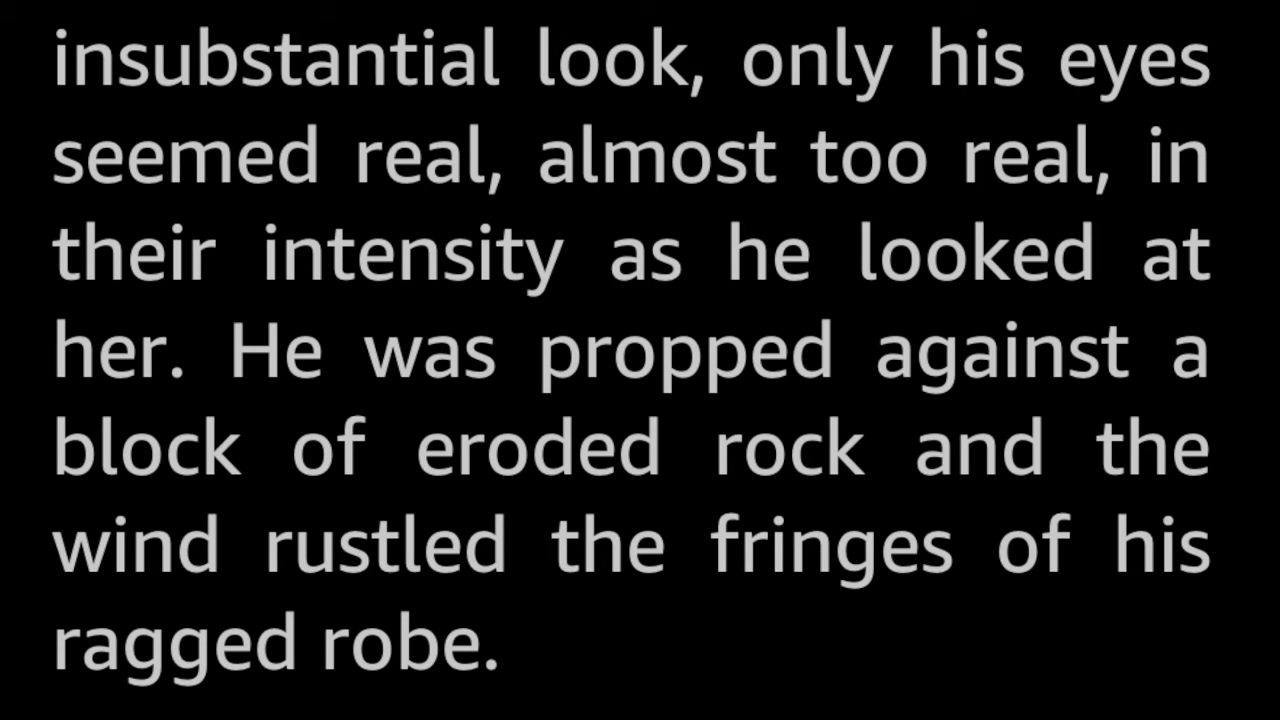 insubstantial look, only his eyes
seemed real, almost too real, in
their intensity as he looked at
her. He was propped against a
block of eroded rock and the
wind rustled the fringes of his
ragged robe.